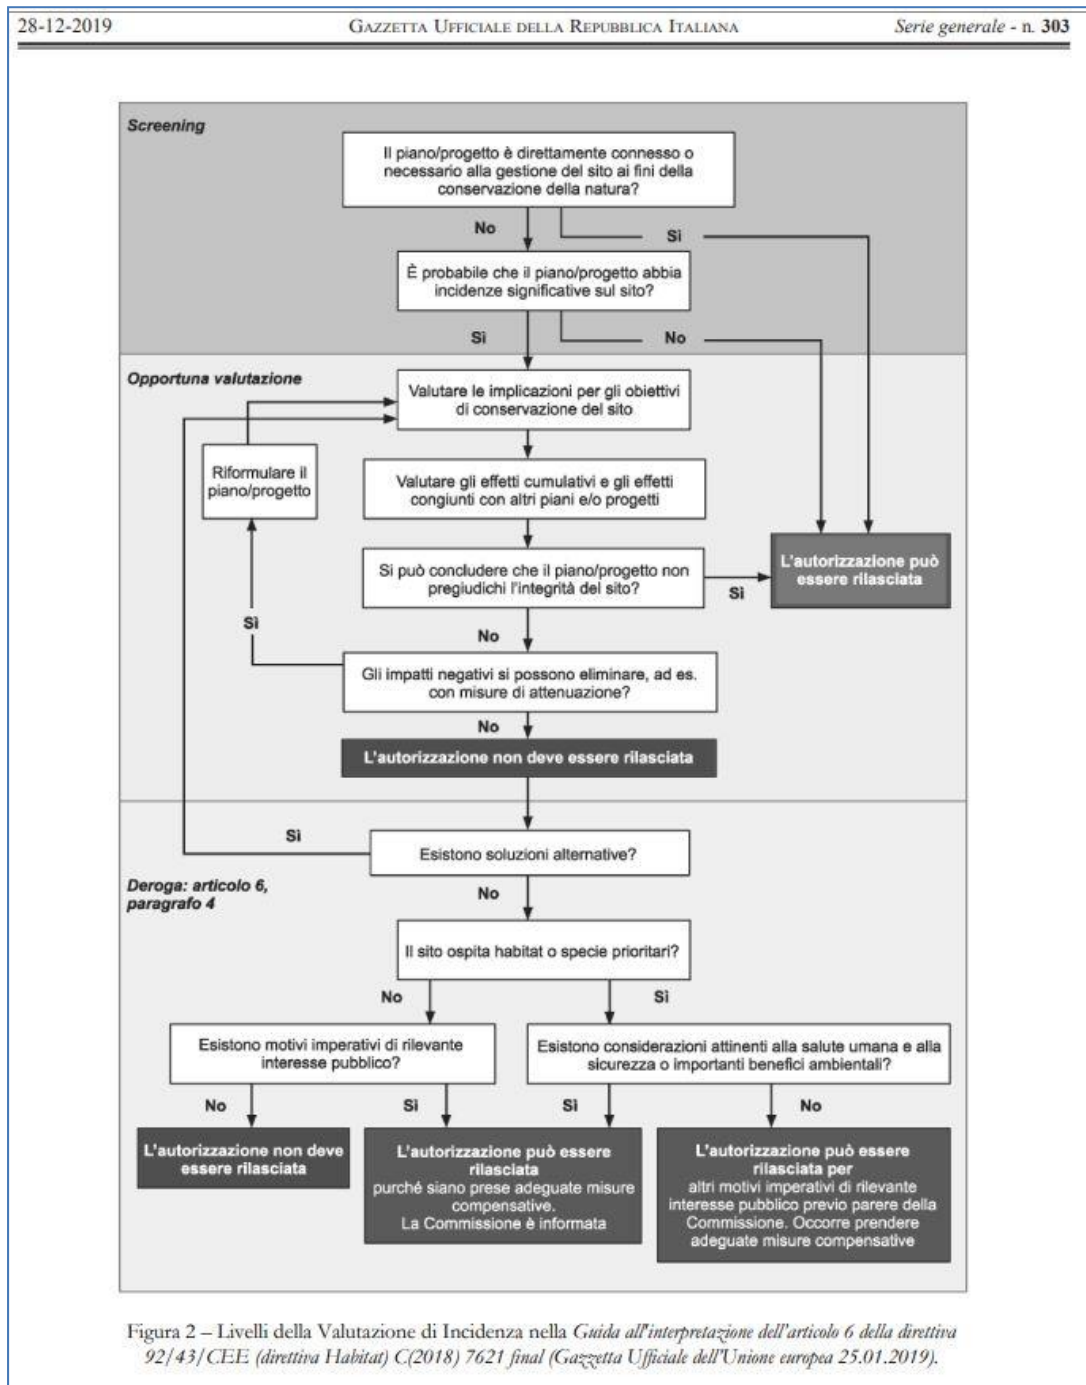 28-12-2019 GAZZETTA UFFICIALE DELLA REPUBBLICA ITALIANA Serie generale - n. 303
Screening
Il piano/progetto è direttamente connesso o
necessario alla gestione del sito ai fini della
conservazione della natura?
No
Sì
È probabile che il piano/progetto abbia
incidenze significative sul sito?
Sì
No
Opportuna valutazione
Valutare le implicazioni per gli obiettivi
di conservazione del sito
Riformulare il
piano/progetto
Valutare gli effetti cumulativi e gli effetti
congiunti con altri piani e/o progetti
Si può concludere che il piano/progetto non
pregiudichi l'integrità del sito?
Sì
L'autorizzazione può
essere rilasciata
No
Sì
Gli impatti negativi si possono eliminare, ad es.
con misure di attenuazione?
No
L'autorizzazione non deve essere rilasciata
Sì
Esistono soluzioni alternative?
Deroga: articolo 6,
paragrafo 4
No
Il sito ospita habitat o specie prioritari?
No
Sì
Esistono motivi imperativi di rilevante
interesse pubblico?
Esistono considerazioni attinenti alla salute umana e alla
sicurezza o importanti benefici ambientali?
No
Sì
Sì
No
L'autorizzazione non deve
essere rilasciata
L'autorizzazione può essere
rilasciata
purché siano prese adeguate misure
compensative.
La Commissione è informata
L'autorizzazione può essere
rilasciata per
altri motivi imperativi di rilevante
interesse pubblico previo parere della
Commissione. Occorre prendere
adeguate misure compensative
Figura 2 – Livelli della Valutazione di Incidenza nella Guida all'interpretazione dell'articolo 6 della direttiva
92/43/CEE (direttiva Habitat) C(2018) 7621 final (Gazzetta Ufficiale dell'Unione europea 25.01.2019).